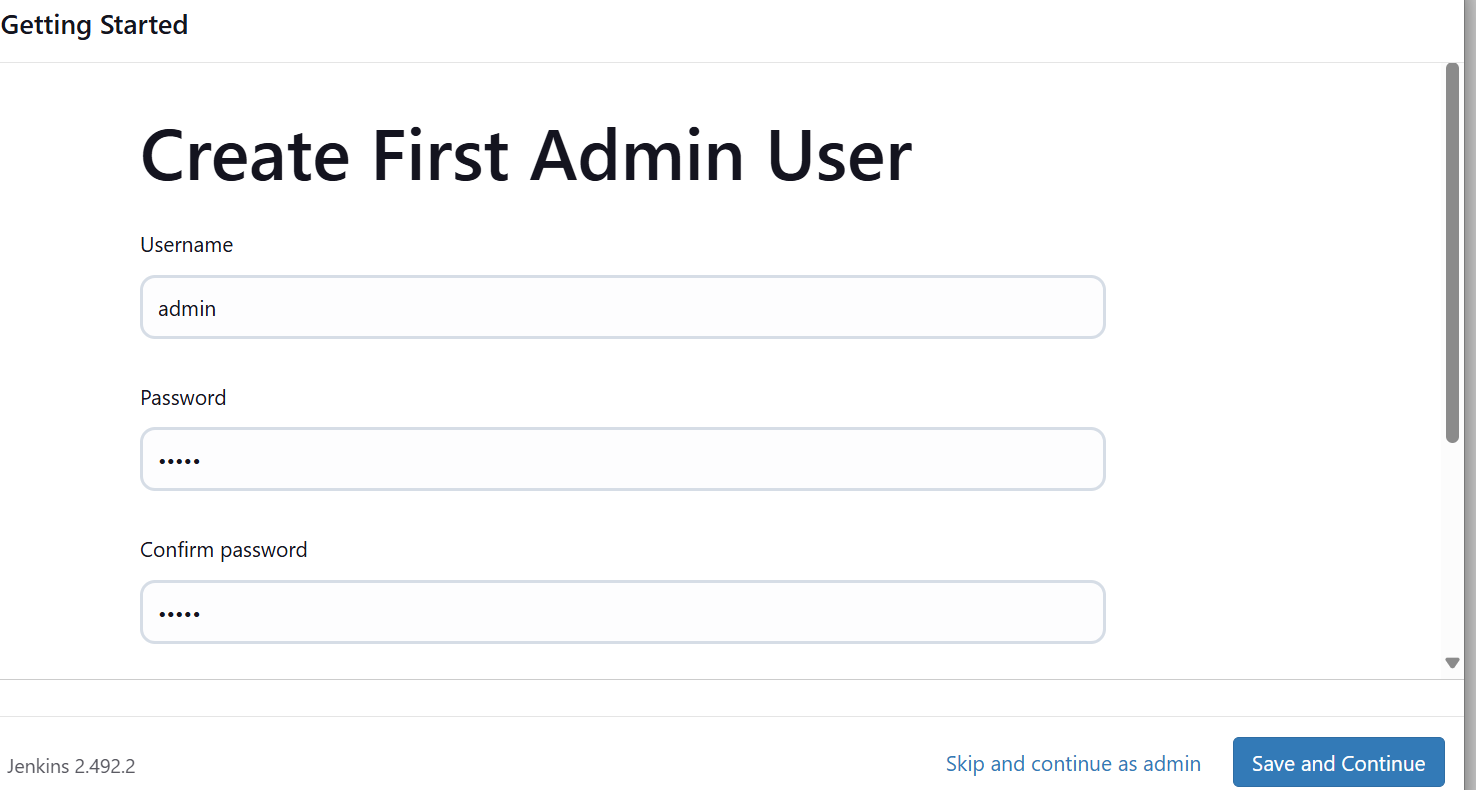 Getting Started
Create First Admin User
Username
admin
Password
•••••
Confirm password
•••••
Jenkins 2.492.2
Skip and continue as admin
Save and Continue